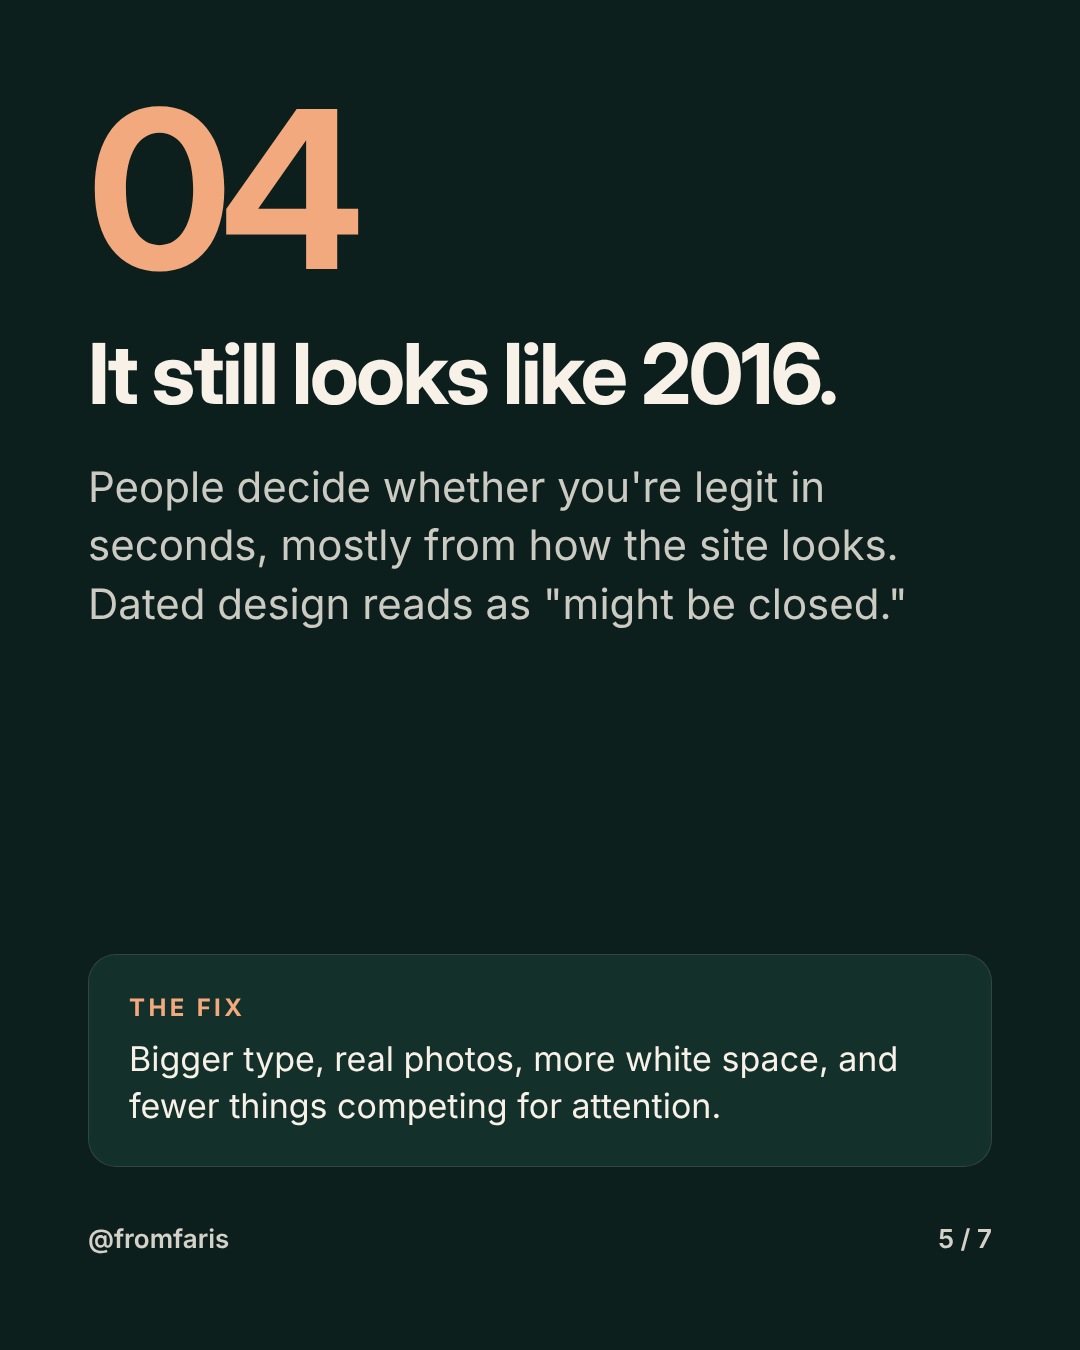 04
It still looks like 2016.
People decide whether you're legit in
seconds, mostly from how the site looks.
Dated design reads as "might be closed."
THE FIX
Bigger type, real photos, more white space, and
fewer things competing for attention.
@fromfaris
5 / 7